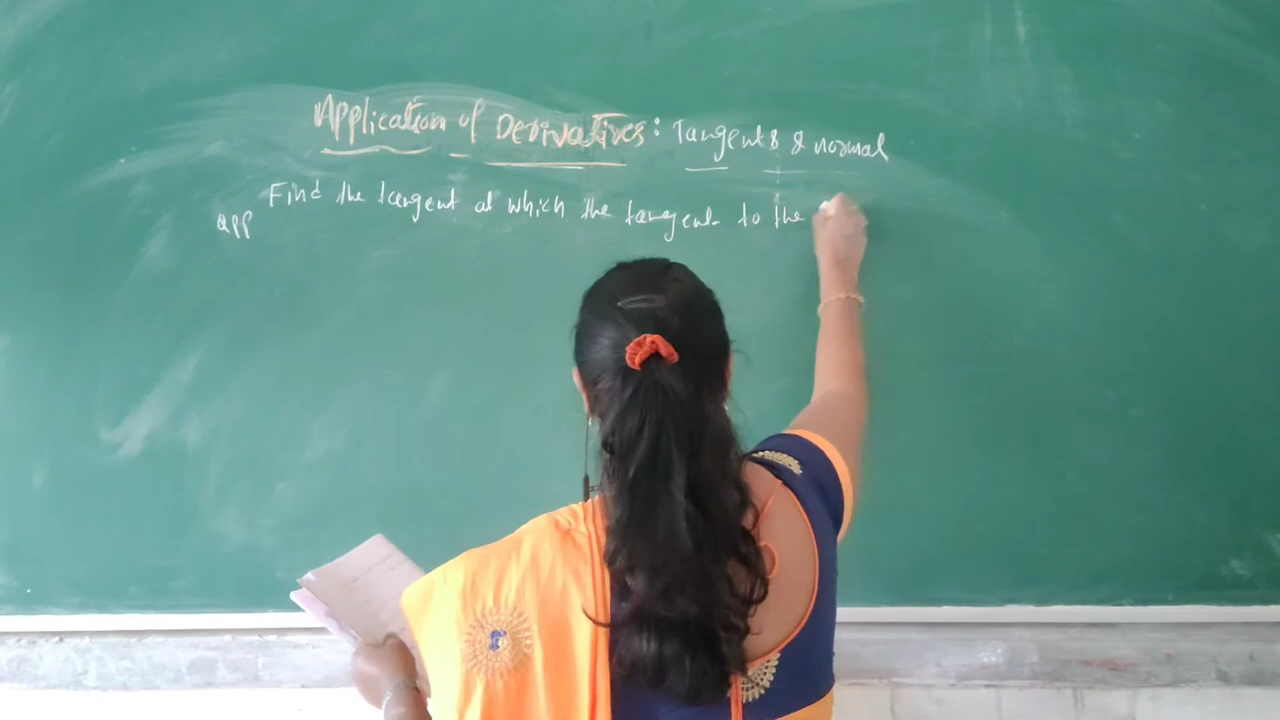 Application of Derivatives: Tangents & normal
Find the tangent at which the tangent to the
app